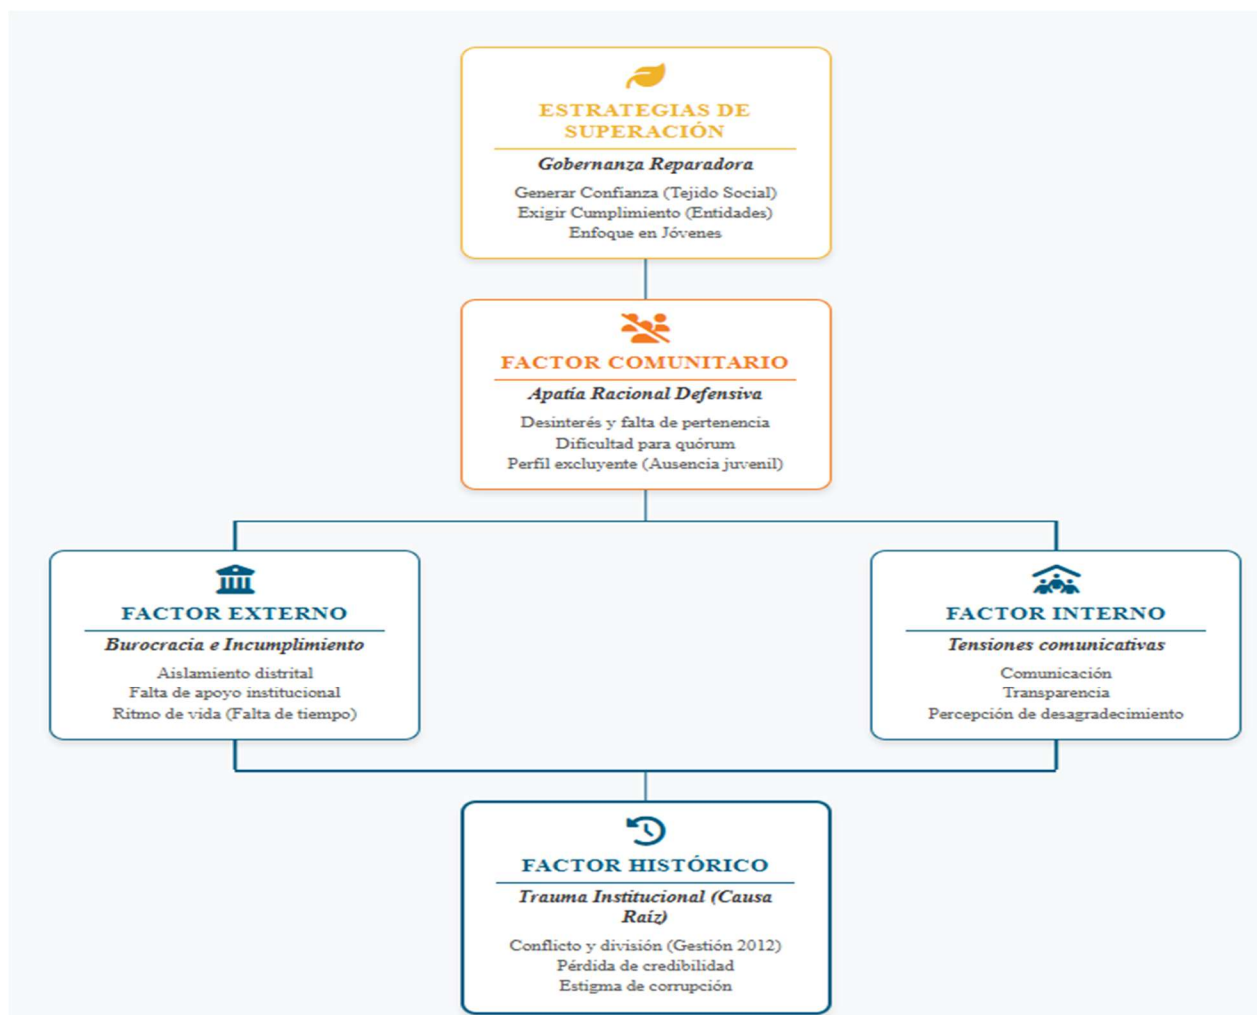 ESTRATEGIAS DE
SUPERACIÓN
Gobernanza Reparadora
Generar Confianza (Tejido Social)
Exigir Cumplimiento (Entidades)
Enfoque en Jóvenes
FACTOR COMUNITARIO
Apatía Racional Defensiva
Desinterés y falta de pertenencia
Dificultad para quórum
Perfil excluyente (Ausencia juvenil)
FACTOR EXTERNO
Burocracia e Incumplimiento
Aislamiento distrital
Falta de apoyo institucional
Ritmo de vida (Falta de tiempo)
FACTOR INTERNO
Tensiones comunicativas
Comunicación
Transparencia
Percepción de desagradecimiento
FACTOR HISTÓRICO
Trauma Institucional (Causa
Raíz)
Conflicto y división (Gestión 2012)
Pérdida de credibilidad
Estigma de corrupción